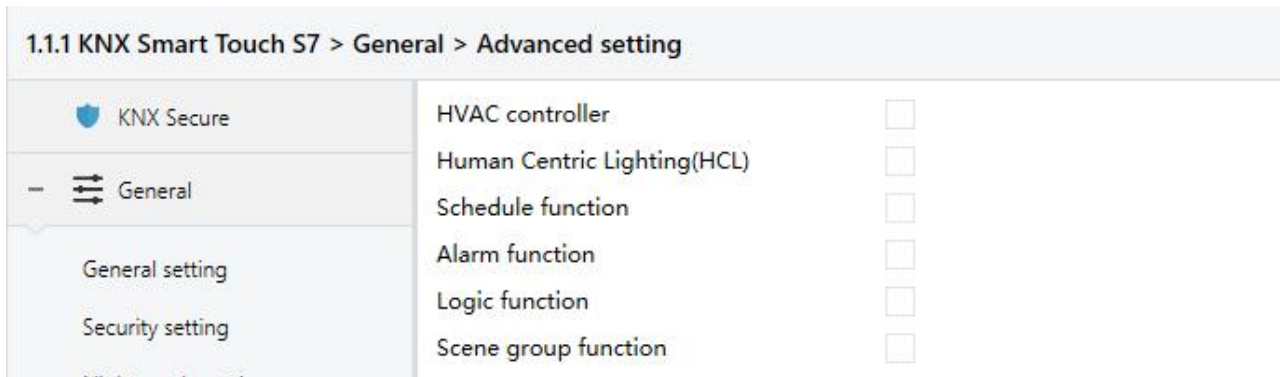 1.1.1 KNX Smart Touch S7 > General > Advanced setting
KNX Secure
General
General setting
Security setting
HVAC controller
Human Centric Lighting(HCL)
Schedule function
Alarm function
Logic function
Scene group function